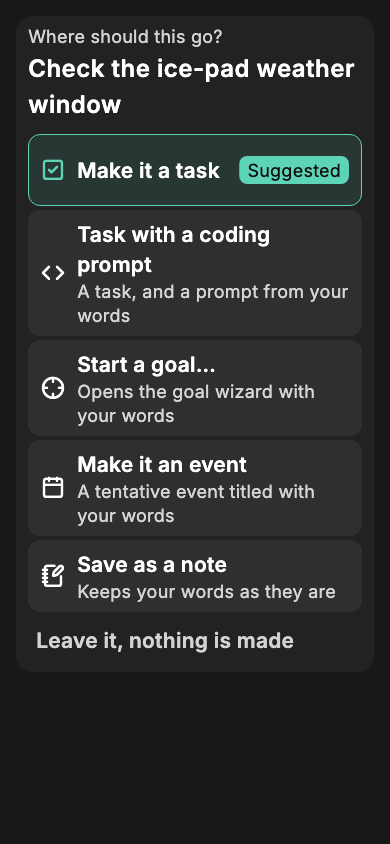 Where should this go?
Check the ice-pad weather
window
Make it a task
Suggested
Task with a coding
prompt
A task, and a prompt from your
words
Start a goal...
Opens the goal wizard with
your words
Make it an event
A tentative event titled with
your words
Save as a note
Keeps your words as they are
Leave it, nothing is made